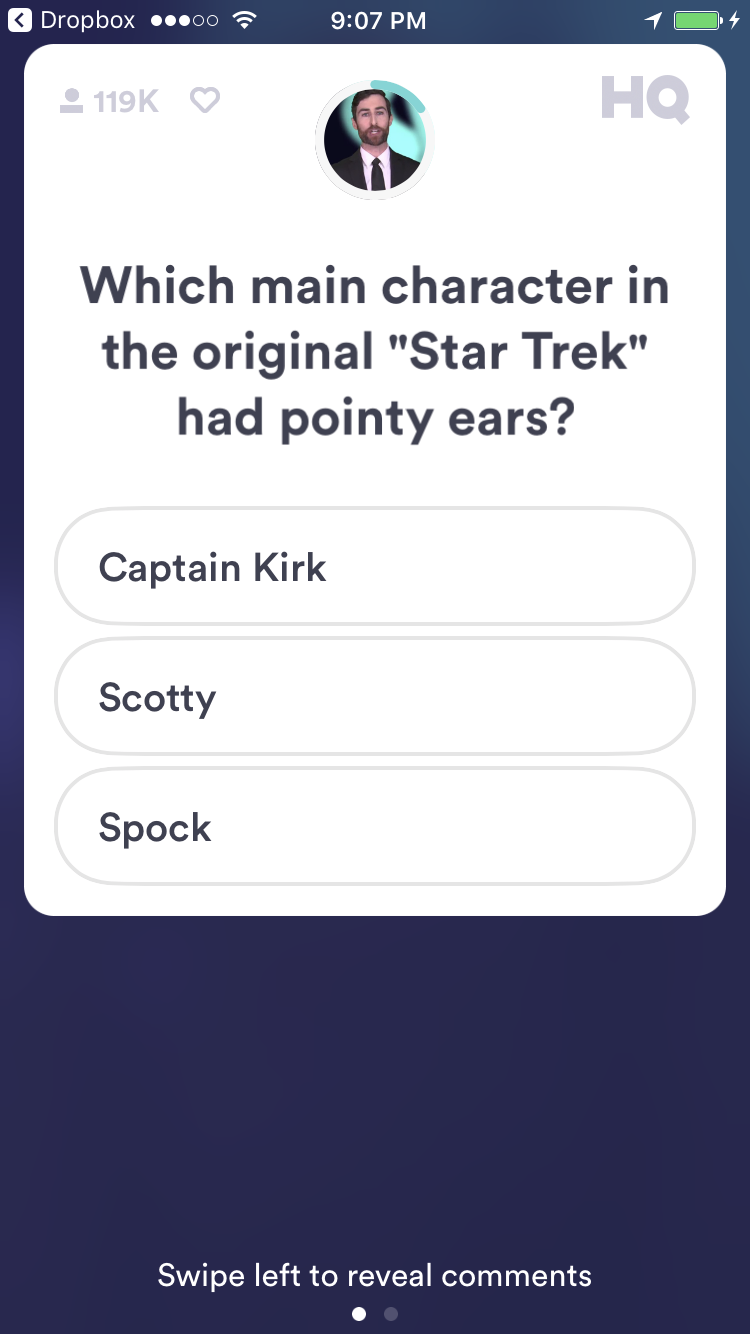 Dropbox 9:07 PM
119K HQ
Which main character in
the original "Star Trek"
had pointy ears?
Captain Kirk
Scotty
Spock
Swipe left to reveal comments